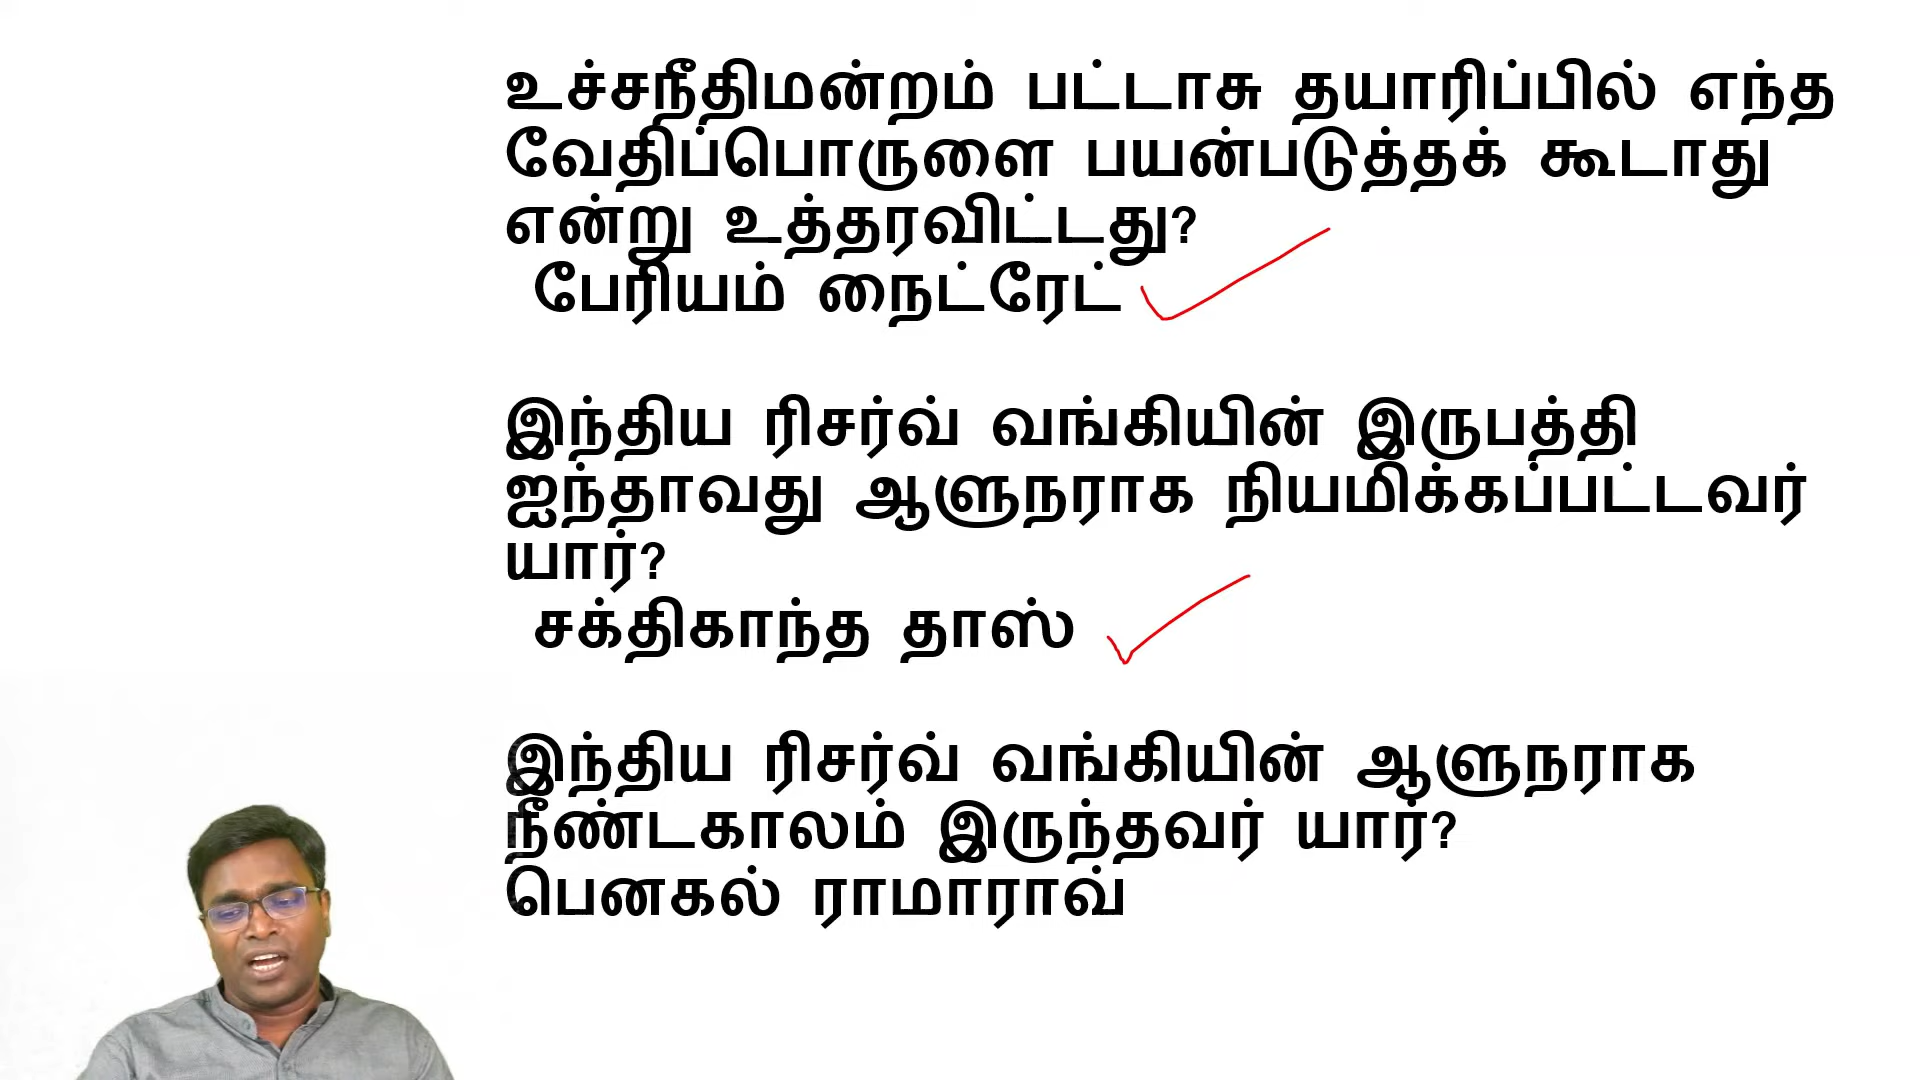 உச்சநீதிமன்றம் பட்டாசு தயாரிப்பில் எந்த
வேதிப்பொருளை பயன்படுத்தக் கூடாது
என்று உத்தரவிட்டது?
பேரியம் நைட்ரேட்
இந்திய ரிசர்வ் வங்கியின் இருபத்தி
ஐந்தாவது ஆளுநராக நியமிக்கப்பட்டவர்
யார்?
சக்திகாந்த தாஸ்
இந்திய ரிசர்வ் வங்கியின் ஆளுநராக
நீண்டகாலம் இருந்தவர் யார்?
பெனகல் ராமாராவ்